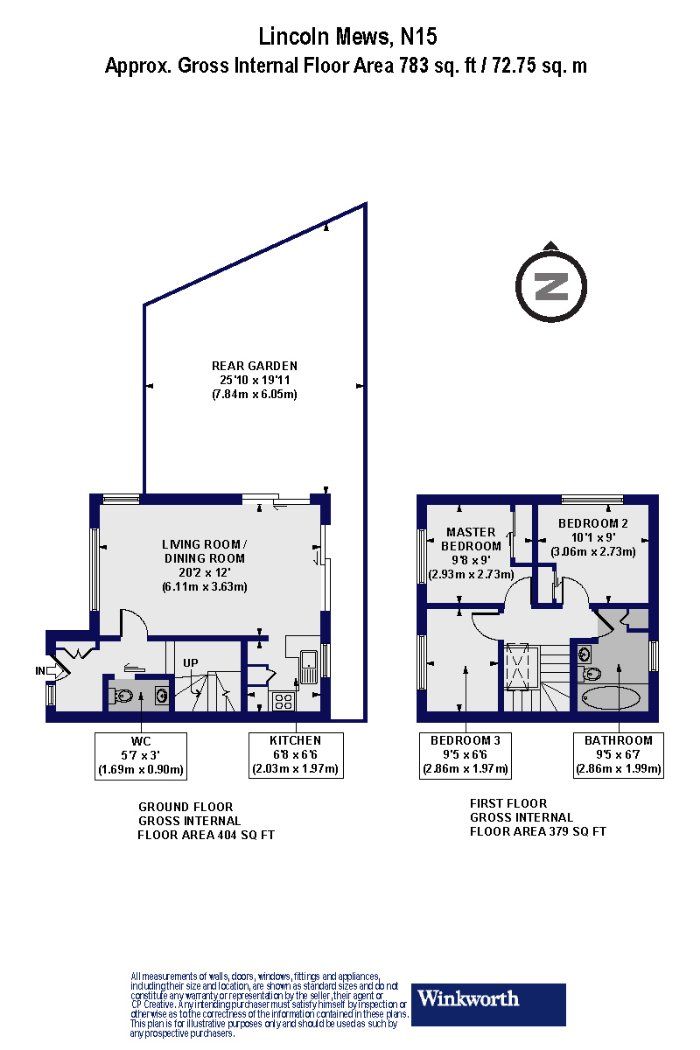 Lincoln Mews, N15
Approx. Gross Internal Floor Area 783 sq. ft / 72.75 sq. m
N
REAR GARDEN
25'10 x 19'11
(7.84m x 6.05m)
LIVING ROOM /
DINING ROOM
20'2 x 12'
(6.11m x 3.63m)
MASTER
BEDROOM
9'8 x 9'
(2.93m x 2.73m)
BEDROOM 2
10'1 x 9'
(3.06m x 2.73m)
IN
UP
WC
5'7 x 3'
(1.69m x 0.90m)
KITCHEN
6'8 x 6'6
(2.03m x 1.97m)
BEDROOM 3
9'5 x 6'6
(2.86m x 1.97m)
BATHROOM
9'5 x 6'7
(2.86m x 1.99m)
GROUND FLOOR
GROSS INTERNAL
FLOOR AREA 404 SQ FT
FIRST FLOOR
GROSS INTERNAL
FLOOR AREA 379 SQ FT
All measurements of walls, doors, windows, fittings and appliances,
including their size and location, are shown as standard sizes and do not
constitute any warranty or representation by the seller, their agent or
CP Creative. Any intending purchaser must satisfy himself by inspection or
otherwise as to the correctness of the information contained in these plans.
This plan is for illustrative purposes only and should be used as such by
any prospective purchasers.
Winkworth